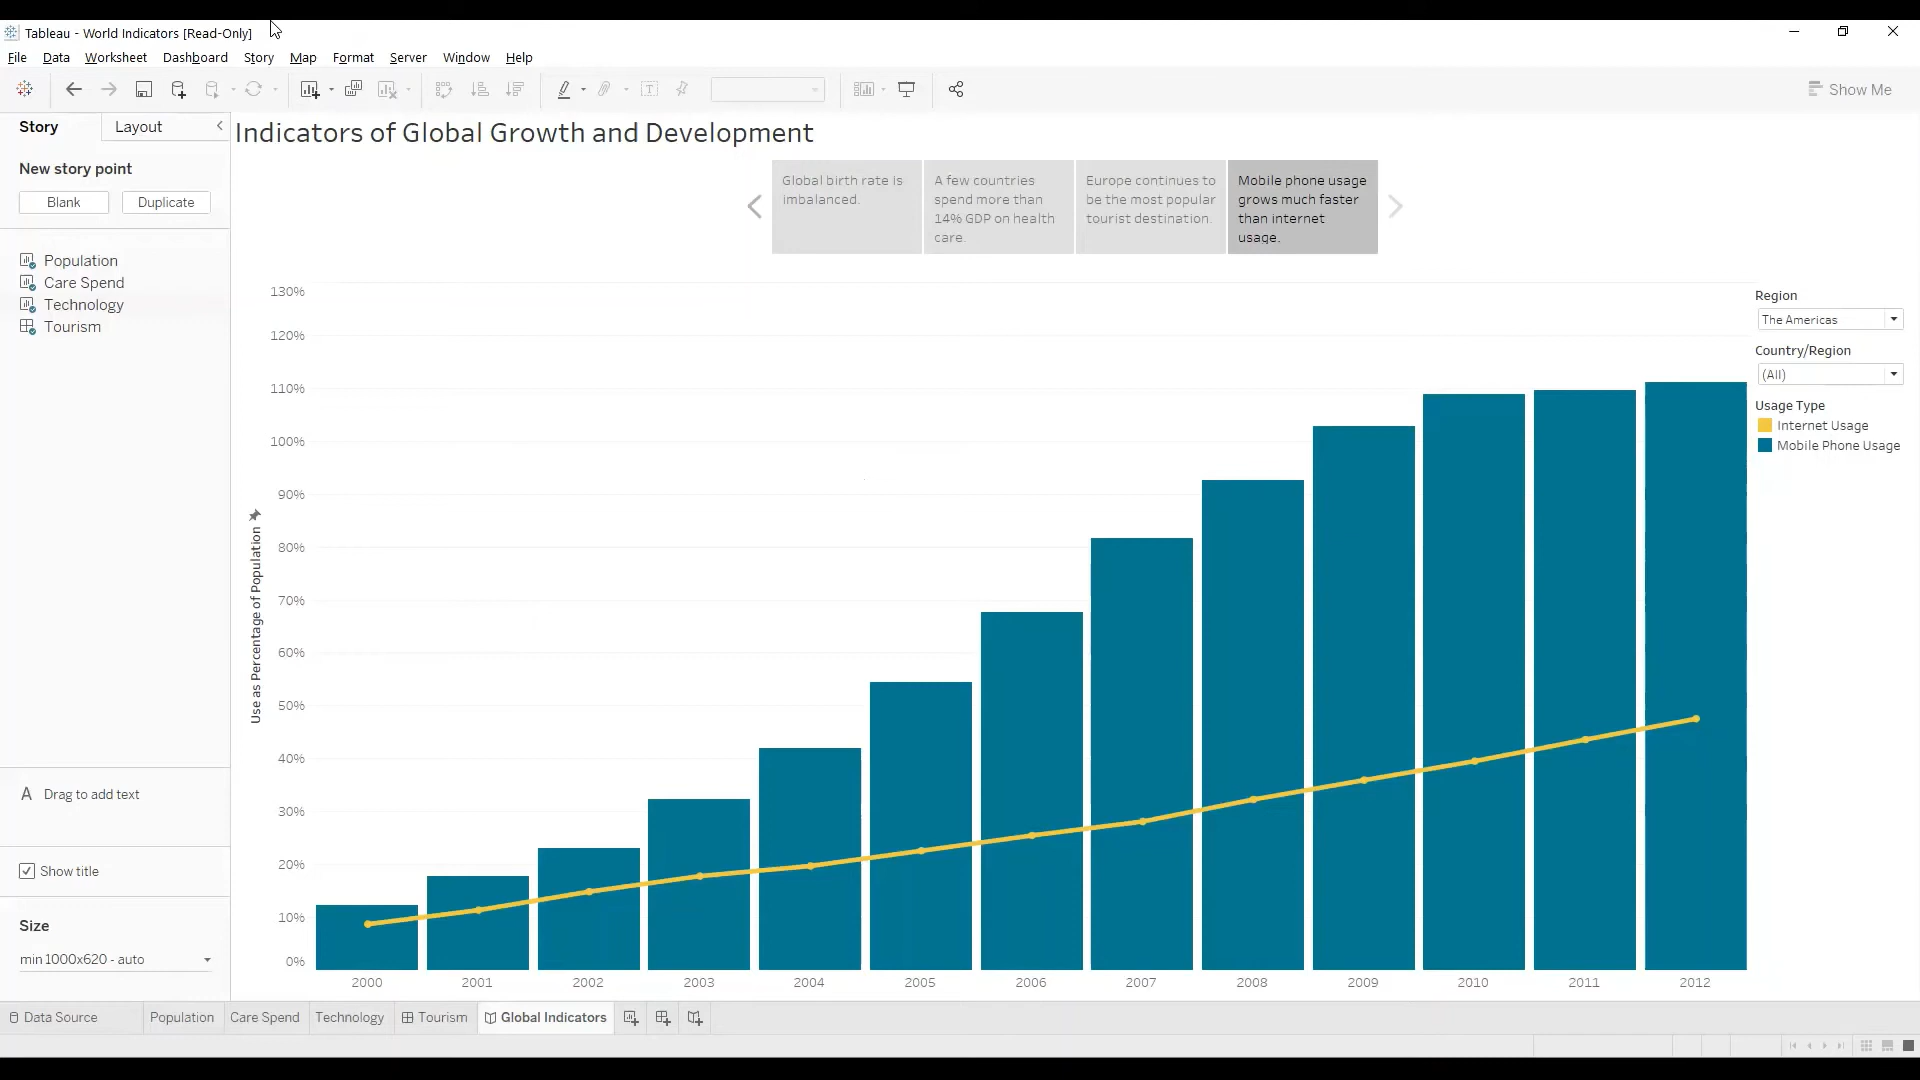 Tableau - World Indicators [Read-Only]
File Data Worksheet Dashboard Story Map Format Server Window Help
Show Me
Story Layout
New story point
Blank Duplicate
Population
Care Spend
Technology
Tourism
A Drag to add text
Show title
Size
min 1000x620 - auto
Indicators of Global Growth and Development
Global birth rate is
imbalanced.
A few countries
spend more than
14% GDP on health
care.
Europe continues to
be the most popular
tourist destination.
Mobile phone usage
grows much faster
than internet
usage.
Use as Percentage of Population
130%
120%
110%
100%
90%
80%
70%
60%
50%
40%
30%
20%
10%
0%
2000 2001 2002 2003 2004 2005 2006 2007 2008 2009 2010 2011 2012
Region
The Americas
Country/Region
(All)
Usage Type
Internet Usage
Mobile Phone Usage
Data Source Population Care Spend Technology Tourism Global Indicators